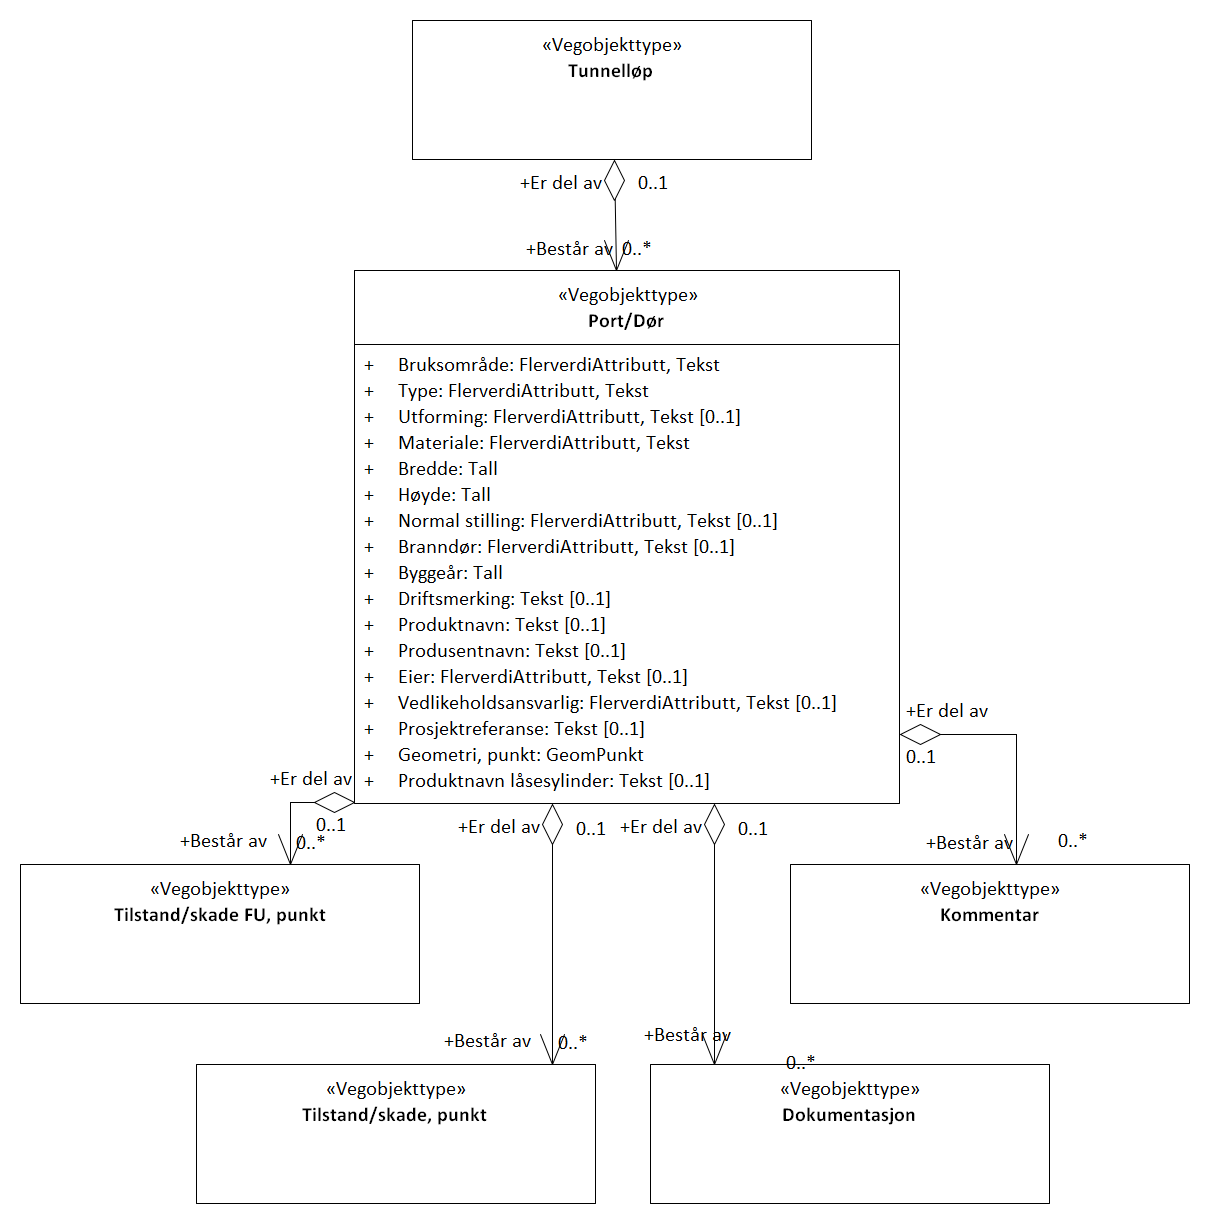 «Vegobjekttype»
Tunnelløp
+Er del av 0..1
+Består av 0..*
«Vegobjekttype»
Port/Dør
+ Bruksområde: FlerverdiAttributt, Tekst
+ Type: FlerverdiAttributt, Tekst
+ Utforming: FlerverdiAttributt, Tekst [0..1]
+ Materiale: FlerverdiAttributt, Tekst
+ Bredde: Tall
+ Høyde: Tall
+ Normal stilling: FlerverdiAttributt, Tekst [0..1]
+ Branndør: FlerverdiAttributt, Tekst [0..1]
+ Byggeår: Tall
+ Driftsmerking: Tekst [0..1]
+ Produktnavn: Tekst [0..1]
+ Produsentnavn: Tekst [0..1]
+ Eier: FlerverdiAttributt, Tekst [0..1]
+ Vedlikeholdsansvarlig: FlerverdiAttributt, Tekst [0..1]
+ Prosjektreferanse: Tekst [0..1]
+ Geometri, punkt: GeomPunkt
+ Produktnavn låsesylinder: Tekst [0..1]
+Er del av
0..1
+Består av 0..*
«Vegobjekttype»
Tilstand/skade FU, punkt
+Er del av 0..1
+Består av 0..*
«Vegobjekttype»
Tilstand/skade, punkt
+Er del av 0..1
+Består av
0..*
«Vegobjekttype»
Dokumentasjon
+Er del av
0..1
+Består av 0..*
«Vegobjekttype»
Kommentar